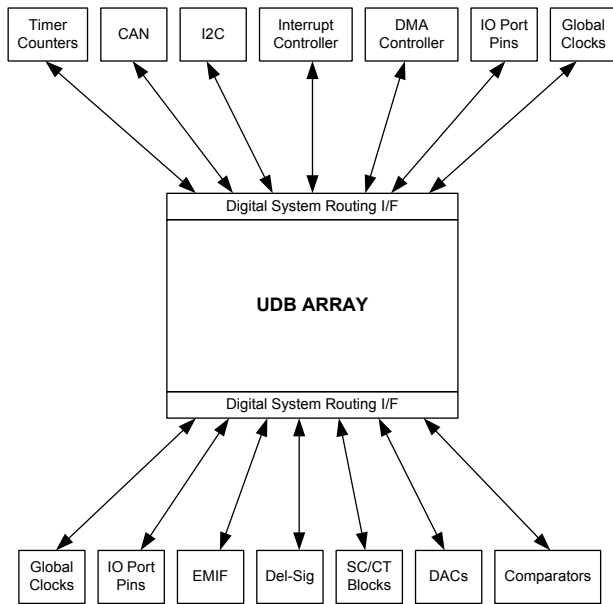 Timer
Counters
CAN
I2C
Interrupt
Controller
DMA
Controller
IO Port
Pins
Global
Clocks
Digital System Routing I/F
UDB ARRAY
Digital System Routing I/F
Global
Clocks
IO Port
Pins
EMIF
Del-Sig
SC/CT
Blocks
DACs
Comparators